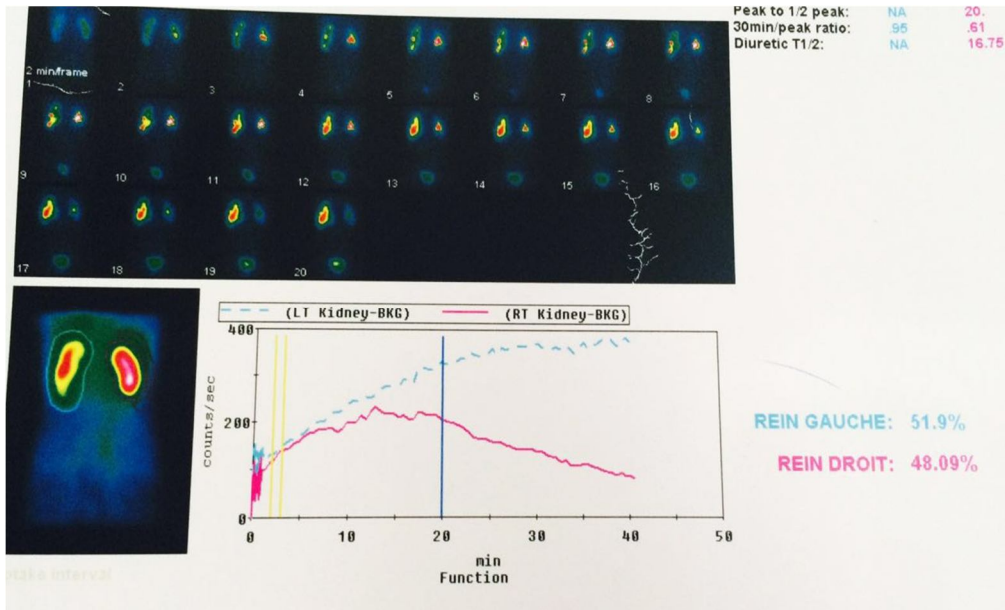 Peak to 1/2 peak: NA 20.
30min/peak ratio: .95 .61
Diuretic T1/2: NA 16.75
2 min/frame
1 2 3 4 5 6 7 8
9 10 11 12 13 14 15 16
17 18 19 20
(LT Kidney-BKG) (RT Kidney-BKG)
400
200
0
counts/sec
0 10 20 30 40 50
min
Function
REIN GAUCHE: 51.9%
REIN DROIT: 48.09%